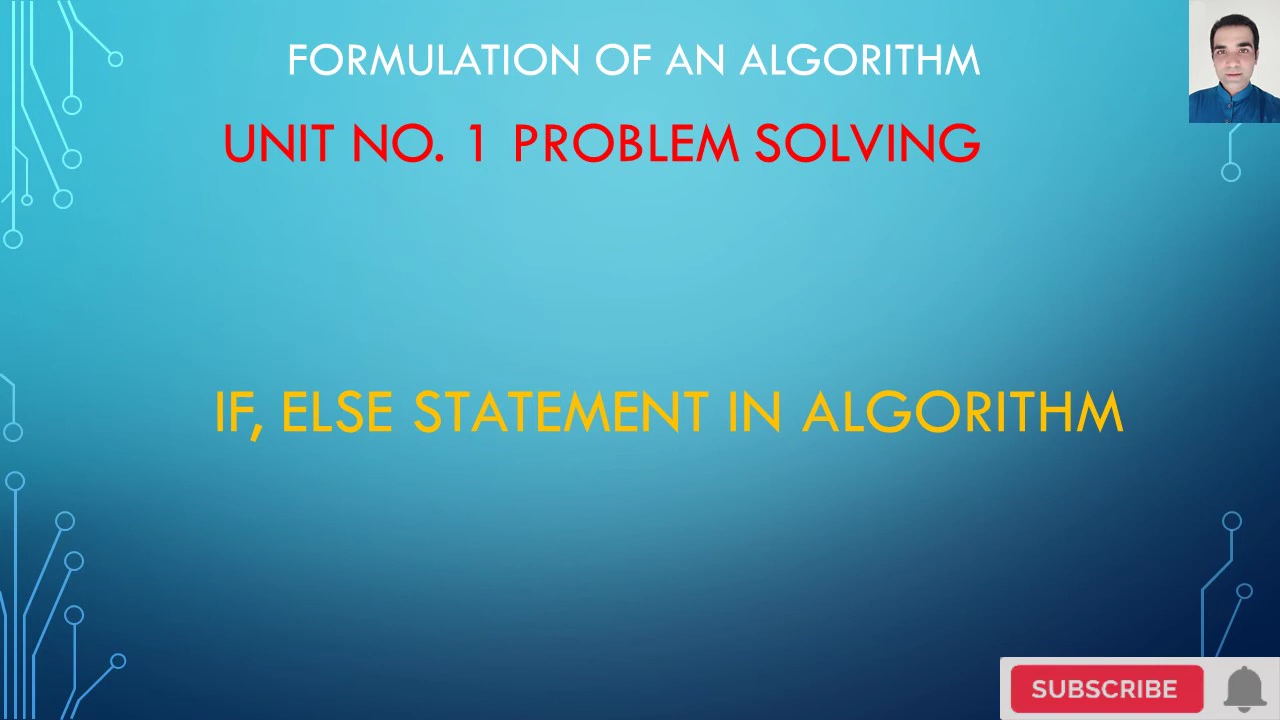 FORMULATION OF AN ALGORITHM
UNIT NO. 1 PROBLEM SOLVING
IF, ELSE STATEMENT IN ALGORITHM
SUBSCRIBE